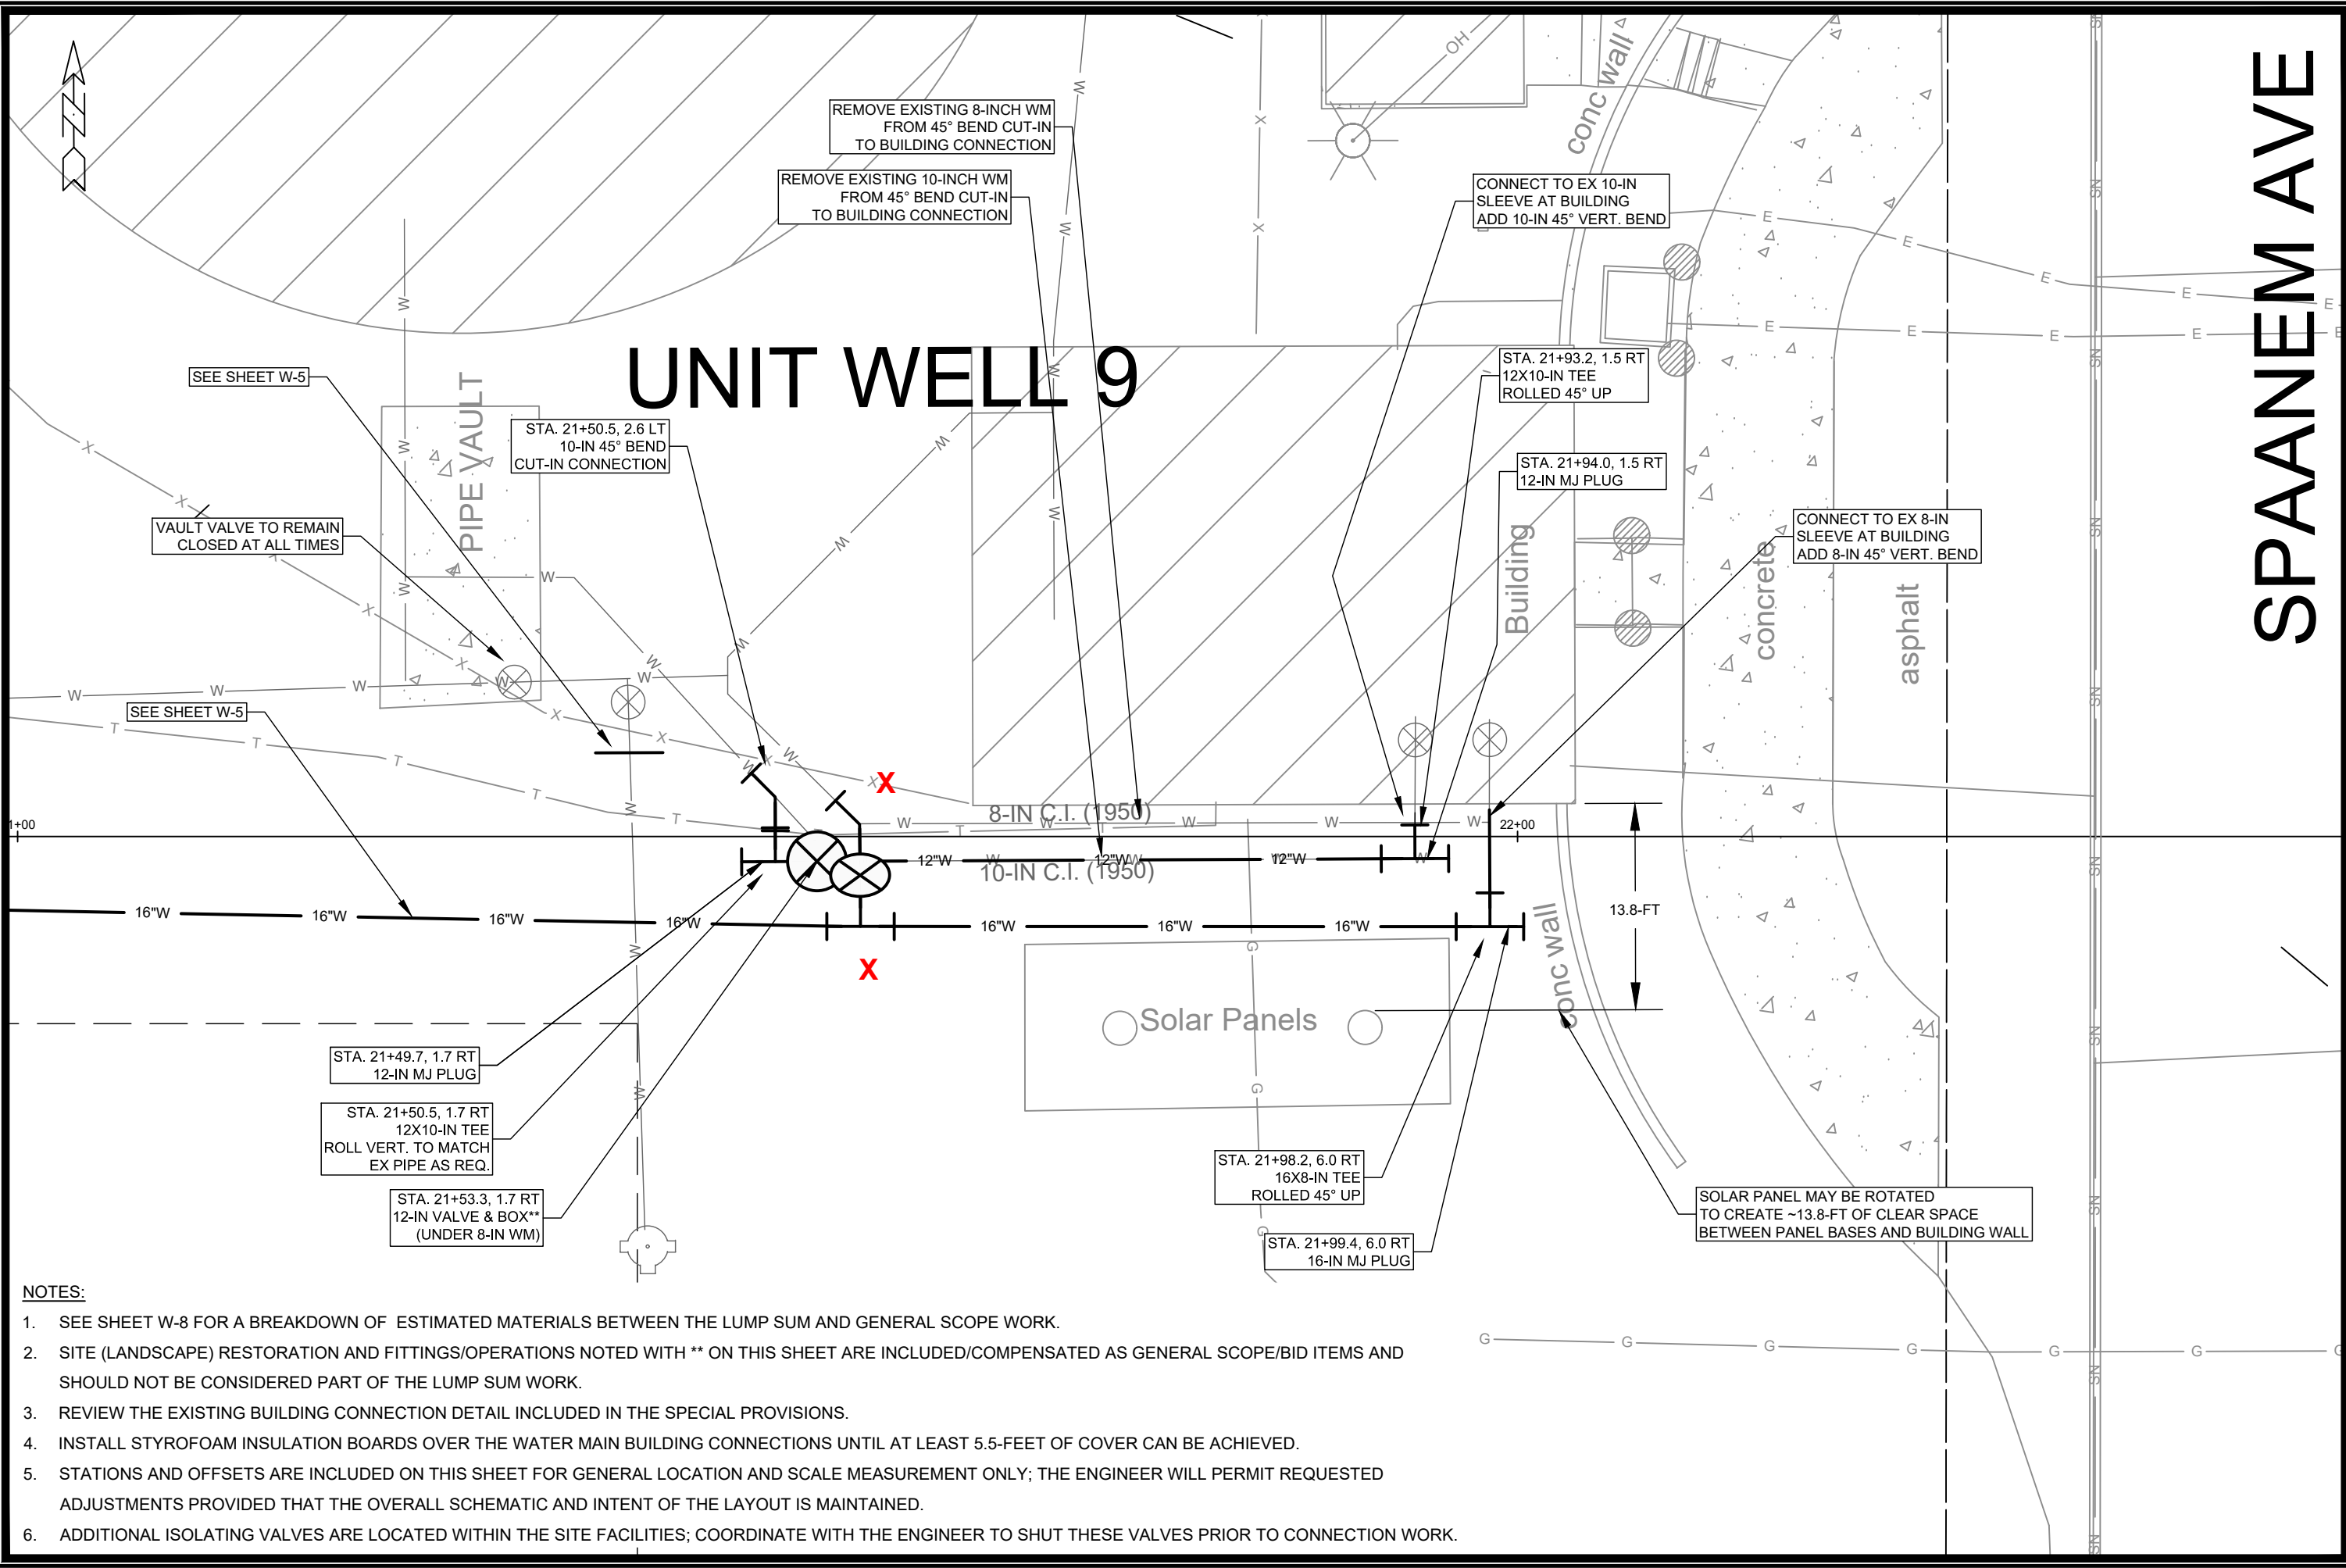 N
SPAANEM AVE
REMOVE EXISTING 8-INCH WM
FROM 45° BEND CUT-IN
TO BUILDING CONNECTION
REMOVE EXISTING 10-INCH WM
FROM 45° BEND CUT-IN
TO BUILDING CONNECTION
OH
conc wall
CONNECT TO EX 10-IN
SLEEVE AT BUILDING
ADD 10-IN 45° VERT. BEND
UNIT WELL 9
SEE SHEET W-5
PIPE VAULT
STA. 21+50.5, 2.6 LT
10-IN 45° BEND
CUT-IN CONNECTION
STA. 21+93.2, 1.5 RT
12X10-IN TEE
ROLLED 45° UP
STA. 21+94.0, 1.5 RT
12-IN MJ PLUG
VAULT VALVE TO REMAIN
CLOSED AT ALL TIMES
Building
concrete
asphalt
CONNECT TO EX 8-IN
SLEEVE AT BUILDING
ADD 8-IN 45° VERT. BEND
SEE SHEET W-5
X
8-IN C.I. (1950)
1+00
22+00
12"W 12"W 12"W
10-IN C.I. (1950)
16"W 16"W 16"W 16"W 16"W 16"W 16"W
13.8-FT
conc wall
X
Solar Panels
STA. 21+49.7, 1.7 RT
12-IN MJ PLUG
STA. 21+50.5, 1.7 RT
12X10-IN TEE
ROLL VERT. TO MATCH
EX PIPE AS REQ.
STA. 21+53.3, 1.7 RT
12-IN VALVE & BOX**
(UNDER 8-IN WM)
STA. 21+98.2, 6.0 RT
16X8-IN TEE
ROLLED 45° UP
STA. 21+99.4, 6.0 RT
16-IN MJ PLUG
SOLAR PANEL MAY BE ROTATED
TO CREATE ~13.8-FT OF CLEAR SPACE
BETWEEN PANEL BASES AND BUILDING WALL
NOTES:
1. SEE SHEET W-8 FOR A BREAKDOWN OF ESTIMATED MATERIALS BETWEEN THE LUMP SUM AND GENERAL SCOPE WORK.
2. SITE (LANDSCAPE) RESTORATION AND FITTINGS/OPERATIONS NOTED WITH ** ON THIS SHEET ARE INCLUDED/COMPENSATED AS GENERAL SCOPE/BID ITEMS AND
SHOULD NOT BE CONSIDERED PART OF THE LUMP SUM WORK.
3. REVIEW THE EXISTING BUILDING CONNECTION DETAIL INCLUDED IN THE SPECIAL PROVISIONS.
4. INSTALL STYROFOAM INSULATION BOARDS OVER THE WATER MAIN BUILDING CONNECTIONS UNTIL AT LEAST 5.5-FEET OF COVER CAN BE ACHIEVED.
5. STATIONS AND OFFSETS ARE INCLUDED ON THIS SHEET FOR GENERAL LOCATION AND SCALE MEASUREMENT ONLY; THE ENGINEER WILL PERMIT REQUESTED
ADJUSTMENTS PROVIDED THAT THE OVERALL SCHEMATIC AND INTENT OF THE LAYOUT IS MAINTAINED.
6. ADDITIONAL ISOLATING VALVES ARE LOCATED WITHIN THE SITE FACILITIES; COORDINATE WITH THE ENGINEER TO SHUT THESE VALVES PRIOR TO CONNECTION WORK.